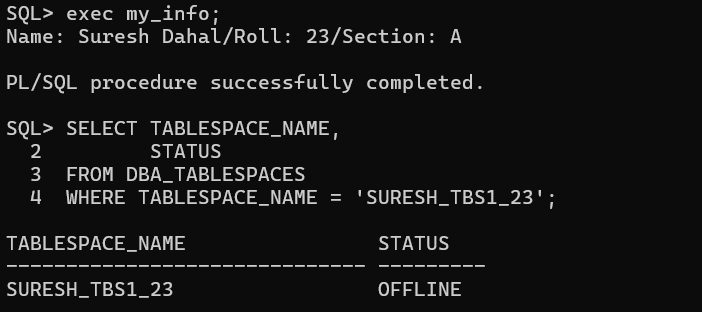 SQL> exec my_info;
Name: Suresh Dahal/Roll: 23/Section: A
PL/SQL procedure successfully completed.
SQL> SELECT TABLESPACE_NAME,
  2         STATUS
  3  FROM DBA_TABLESPACES
  4  WHERE TABLESPACE_NAME = 'SURESH_TBS1_23';
TABLESPACE_NAME                STATUS
------------------------------ ---------
SURESH_TBS1_23                 OFFLINE